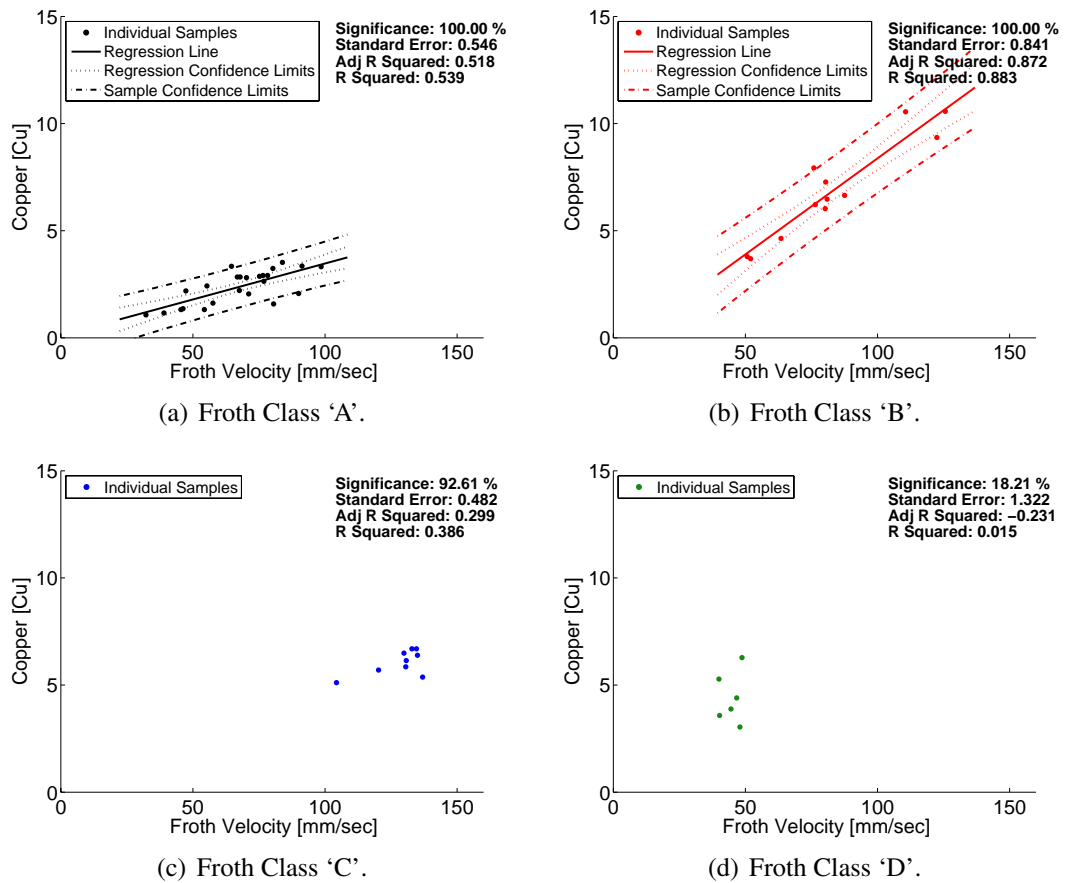 15
Individual Samples
Regression Line
Regression Confidence Limits
Sample Confidence Limits
Significance: 100.00 %
Standard Error: 0.546
Adj R Squared: 0.518
R Squared: 0.539
10
5
0
Copper [Cu]
0 50 100 150
Froth Velocity [mm/sec]
(a) Froth Class ‘A’.
15
Individual Samples
Regression Line
Regression Confidence Limits
Sample Confidence Limits
Significance: 100.00 %
Standard Error: 0.841
Adj R Squared: 0.872
R Squared: 0.883
10
5
0
Copper [Cu]
0 50 100 150
Froth Velocity [mm/sec]
(b) Froth Class ‘B’.
15
Individual Samples
Significance: 92.61 %
Standard Error: 0.482
Adj R Squared: 0.299
R Squared: 0.386
10
5
0
Copper [Cu]
0 50 100 150
Froth Velocity [mm/sec]
(c) Froth Class ‘C’.
15
Individual Samples
Significance: 18.21 %
Standard Error: 1.322
Adj R Squared: −0.231
R Squared: 0.015
10
5
0
Copper [Cu]
0 50 100 150
Froth Velocity [mm/sec]
(d) Froth Class ‘D’.